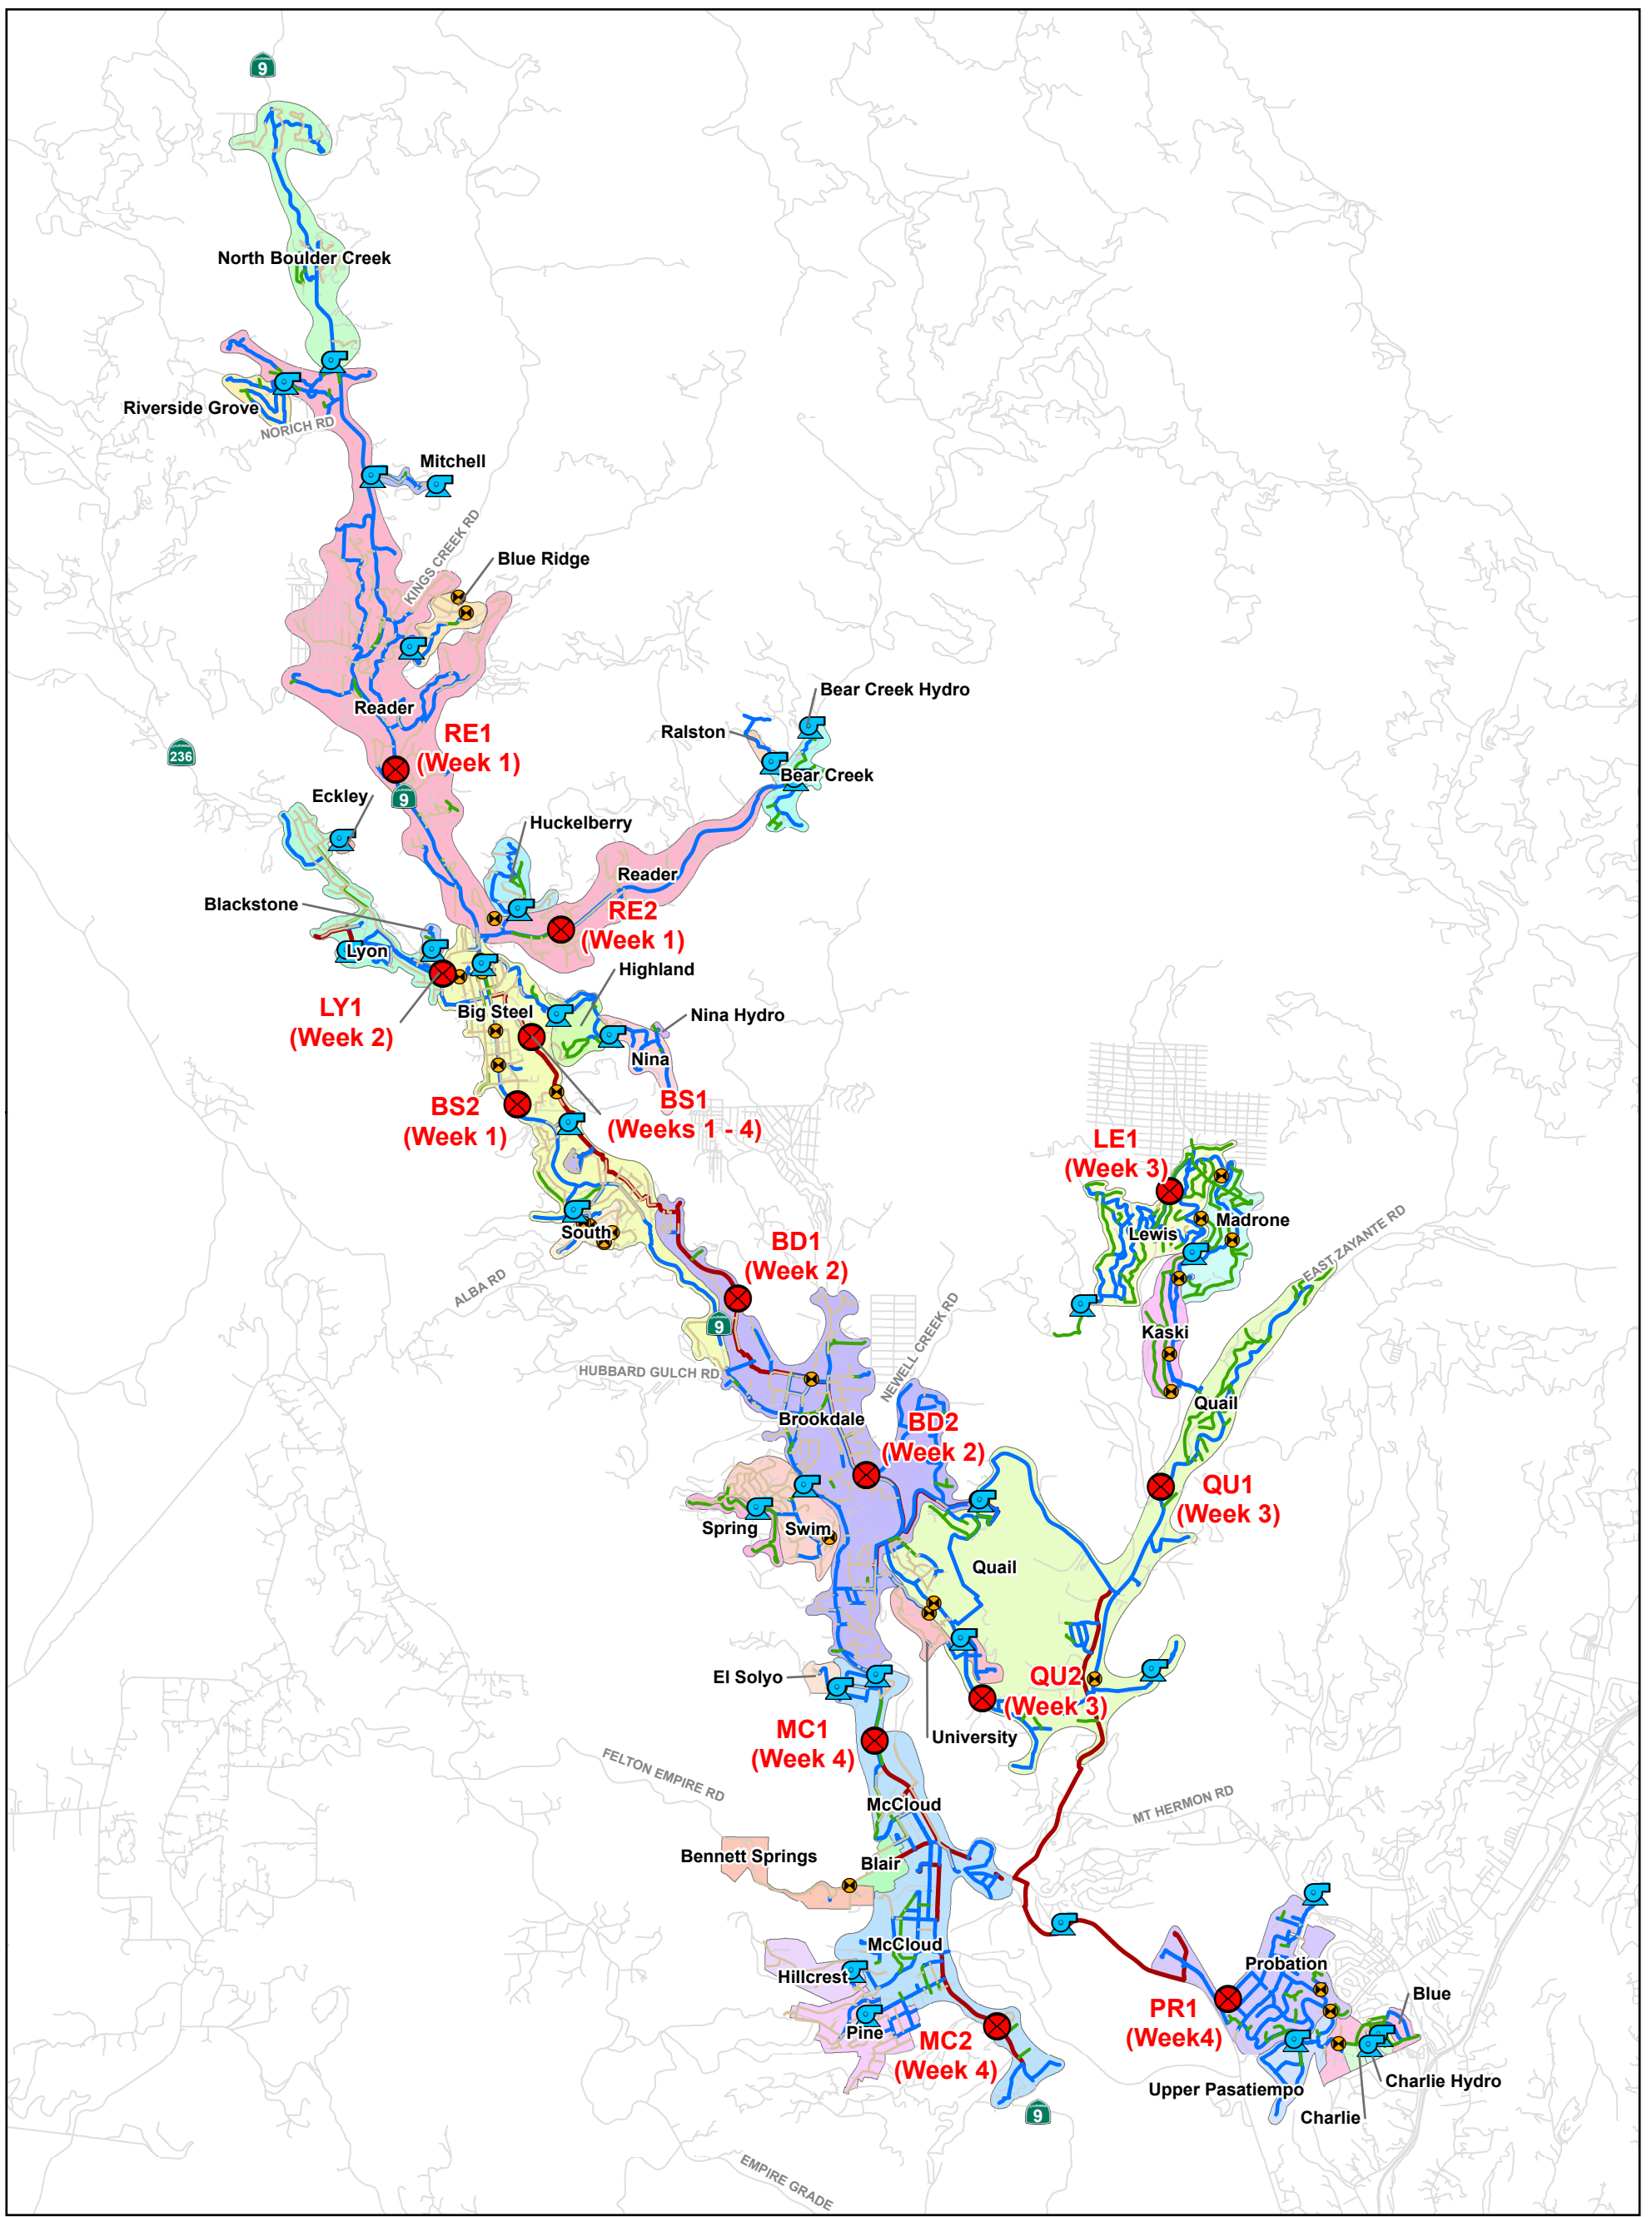 CALIFORNIA
9
North Boulder Creek
Riverside Grove
NORICH RD
Mitchell
KINGS CREEK RD
Blue Ridge
Reader
Bear Creek Hydro
Ralston
RE1
(Week 1)
CALIFORNIA
236
Bear Creek
Eckley
9
Huckelberry
Reader
Blackstone
RE2
(Week 1)
Lyon
Highland
LY1
(Week 2)
Big Steel
Nina Hydro
Nina
BS2
(Week 1)
BS1
(Weeks 1 - 4)
LE1
(Week 3)
Madrone
Lewis
South
EAST ZAYANTE RD
BD1
(Week 2)
ALBA RD
9
NEWELL CREEK RD
Kaski
HUBBARD GULCH RD
Quail
Brookdale
BD2
(Week 2)
QU1
(Week 3)
Spring
Swim
Quail
El Solyo
QU2
(Week 3)
MC1
(Week 4)
University
FELTON EMPIRE RD
McCloud
MT HERMON RD
Bennett Springs
Blair
McCloud
Hillcrest
Probation
Blue
PR1
(Week4)
Pine
MC2
(Week 4)
Charlie Hydro
Upper Pasatiempo
Charlie
9
EMPIRE GRADE